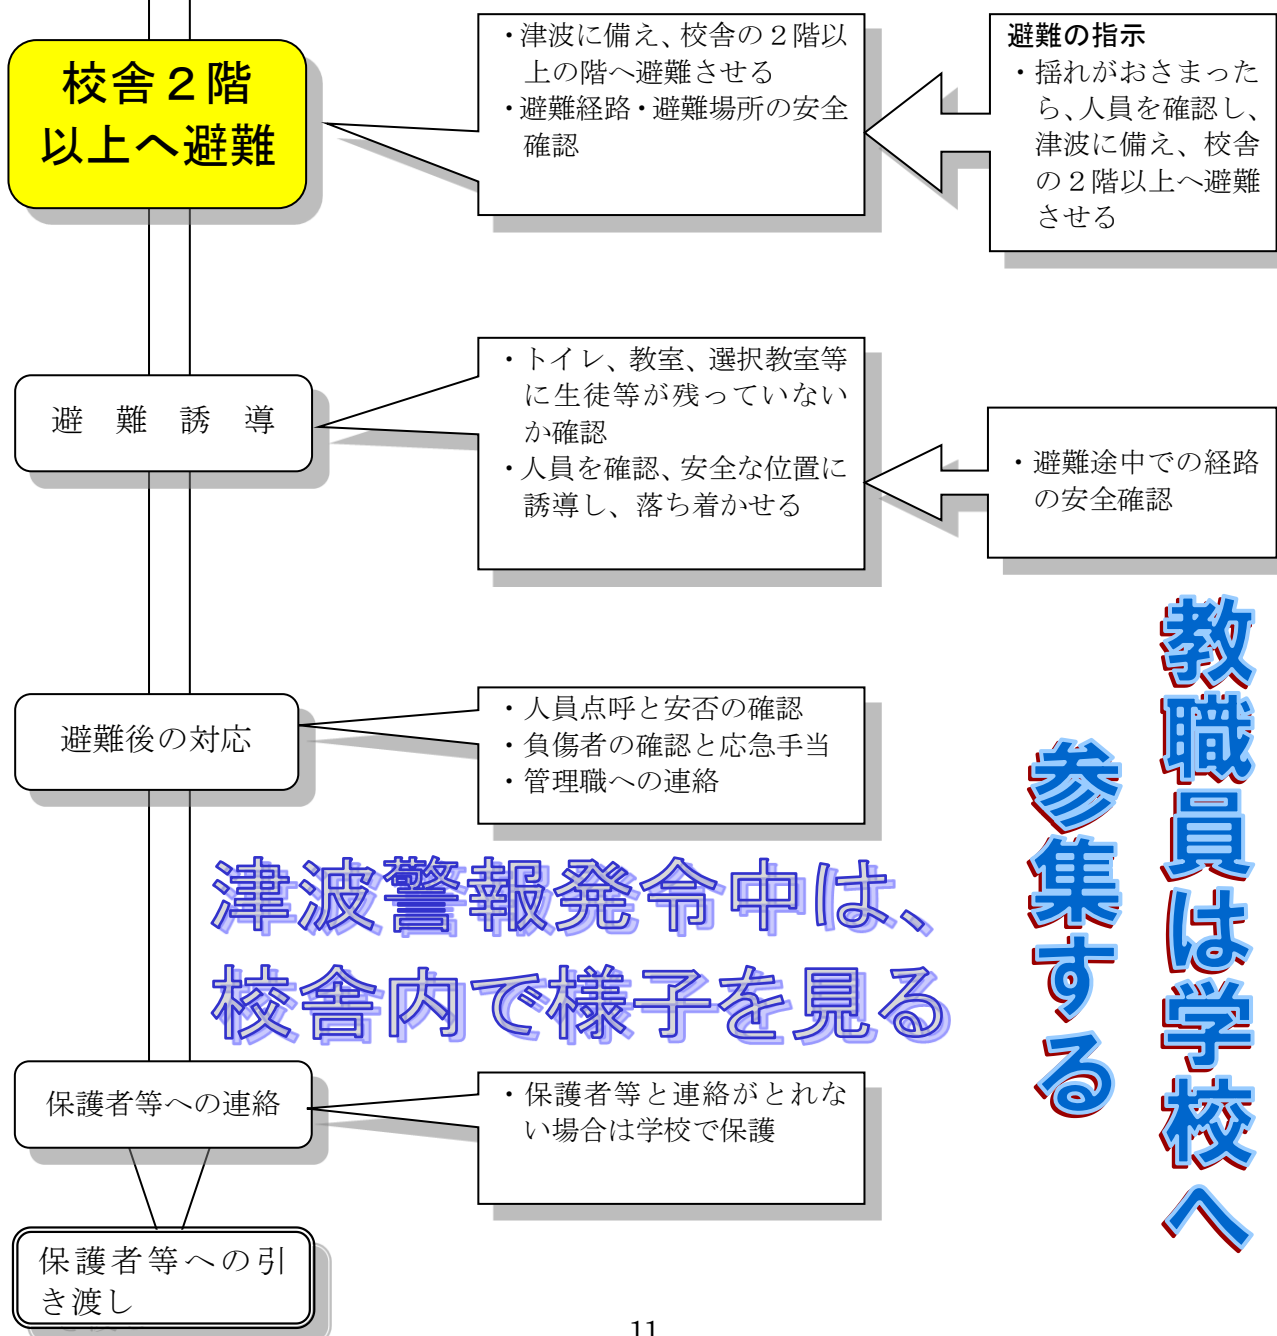 校舎２階
以上へ避難
・津波に備え、校舎の２階以
上の階へ避難させる
・避難経路・避難場所の安全
確認
避難の指示
・揺れがおさまった
ら、人員を確認し、
津波に備え、校舎
の２階以上へ避難
させる
避難誘導
・トイレ、教室、選択教室等
に生徒等が残っていない
か確認
・人員を確認、安全な位置に
誘導し、落ち着かせる
・避難途中での経路
の安全確認
教職員は学校へ
参集する
避難後の対応
・人員点呼と安否の確認
・負傷者の確認と応急手当
・管理職への連絡
津波警報発令中は、
校舎内で様子を見る
保護者等への連絡
・保護者等と連絡がとれな
い場合は学校で保護
保護者等への引
き渡し
11